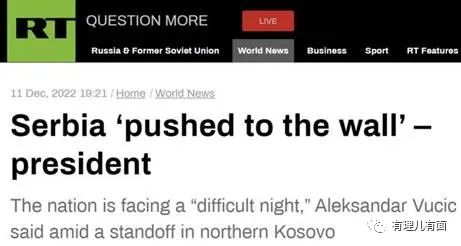 RT
QUESTION MORE
LIVE
Russia & Former Soviet Union World News Business Sport RT Features
11 Dec, 2022 19:21 / Home / World News
Serbia ‘pushed to the wall’ –
president
The nation is facing a “difficult night,” Aleksandar Vucic
said amid a standoff in northern Kosovo
有理儿有面